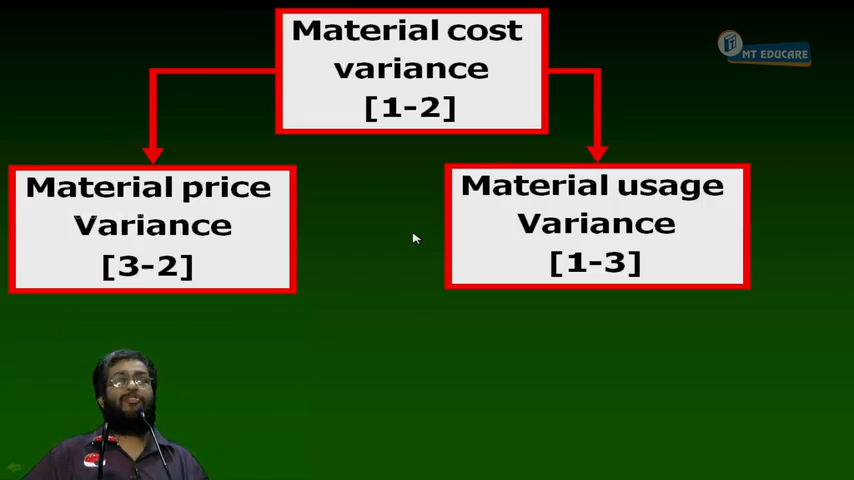 Material cost
variance
[1-2]
MT EDUCARE
Material price
Variance
[3-2]
Material usage
Variance
[1-3]